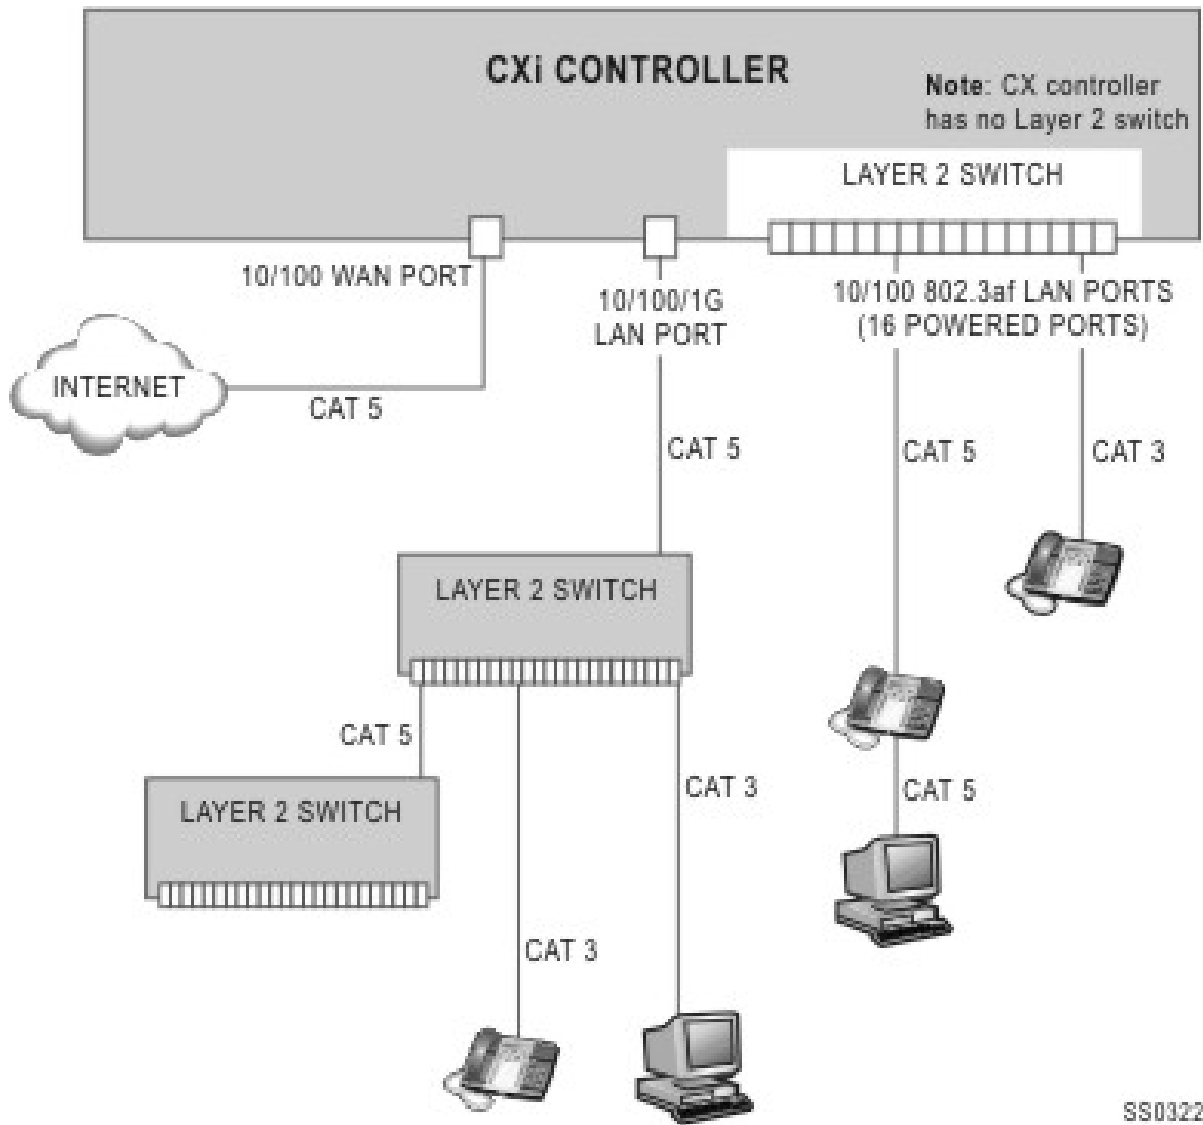 CXi CONTROLLER
Note: CX controller
has no Layer 2 switch
LAYER 2 SWITCH
10/100 WAN PORT
10/100/1G
LAN PORT
10/100 802.3af LAN PORTS
(16 POWERED PORTS)
INTERNET
CAT 5
CAT 5
CAT 5
CAT 3
LAYER 2 SWITCH
CAT 5
CAT 3
CAT 5
LAYER 2 SWITCH
CAT 3
SS0322